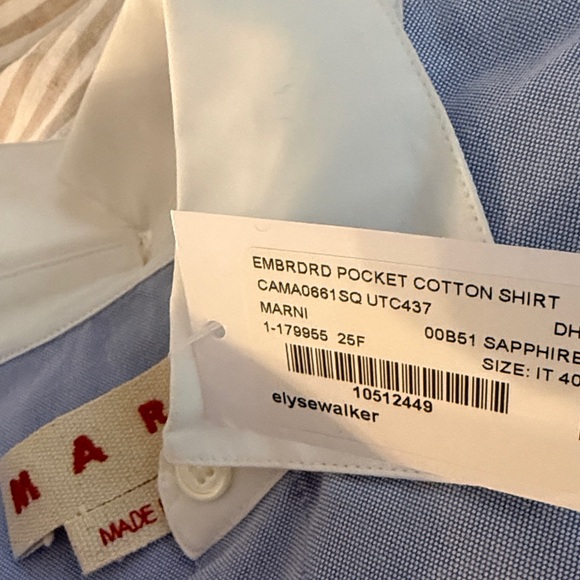 EMBRDRD POCKET COTTON SHIRT
CAMA0661SQ UTC437
MARNI DH
1-179955 25F 00B51 SAPPHIRE
SIZE: IT 40
10512449
elysewalker
MAR
MADE